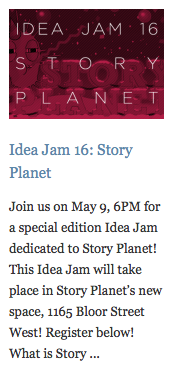 IDEA JAM 16
STORY
PLANET
Idea Jam 16: Story
Planet
Join us on May 9, 6PM for
a special edition Idea Jam
dedicated to Story Planet!
This Idea Jam will take
place in Story Planet's new
space, 1165 Bloor Street
West! Register below!
What is Story ...